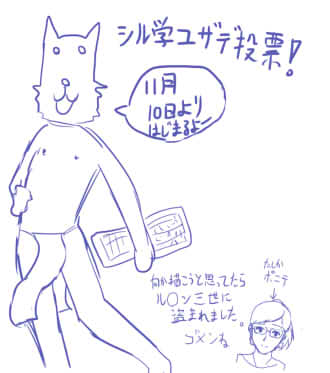 シル学ユザデ投票!
11月
10日より
はじまるよー
何か描こうと思ってたら
ル〇ン三世に
盗まれました。
ゴメンね
たしか
ポニテ